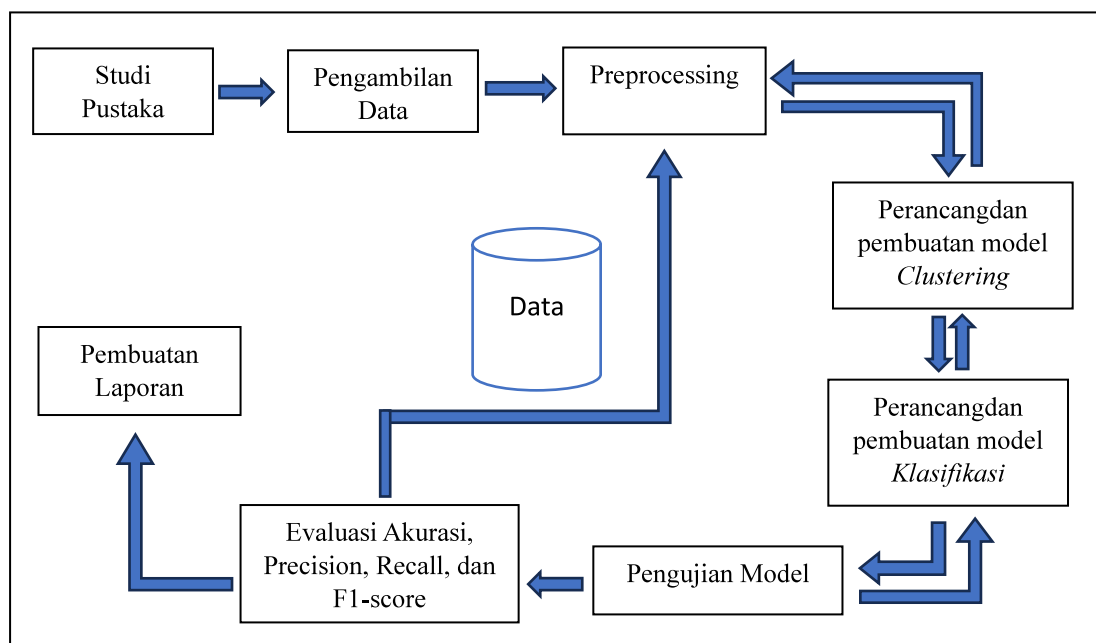 Studi
Pustaka
Pengambilan
Data
Preprocessing
Perancangdan
pembuatan model
Clustering
Data
Perancangdan
pembuatan model
Klasifikasi
Pengujian Model
Evaluasi Akurasi,
Precision, Recall, dan
F1-score
Pembuatan
Laporan